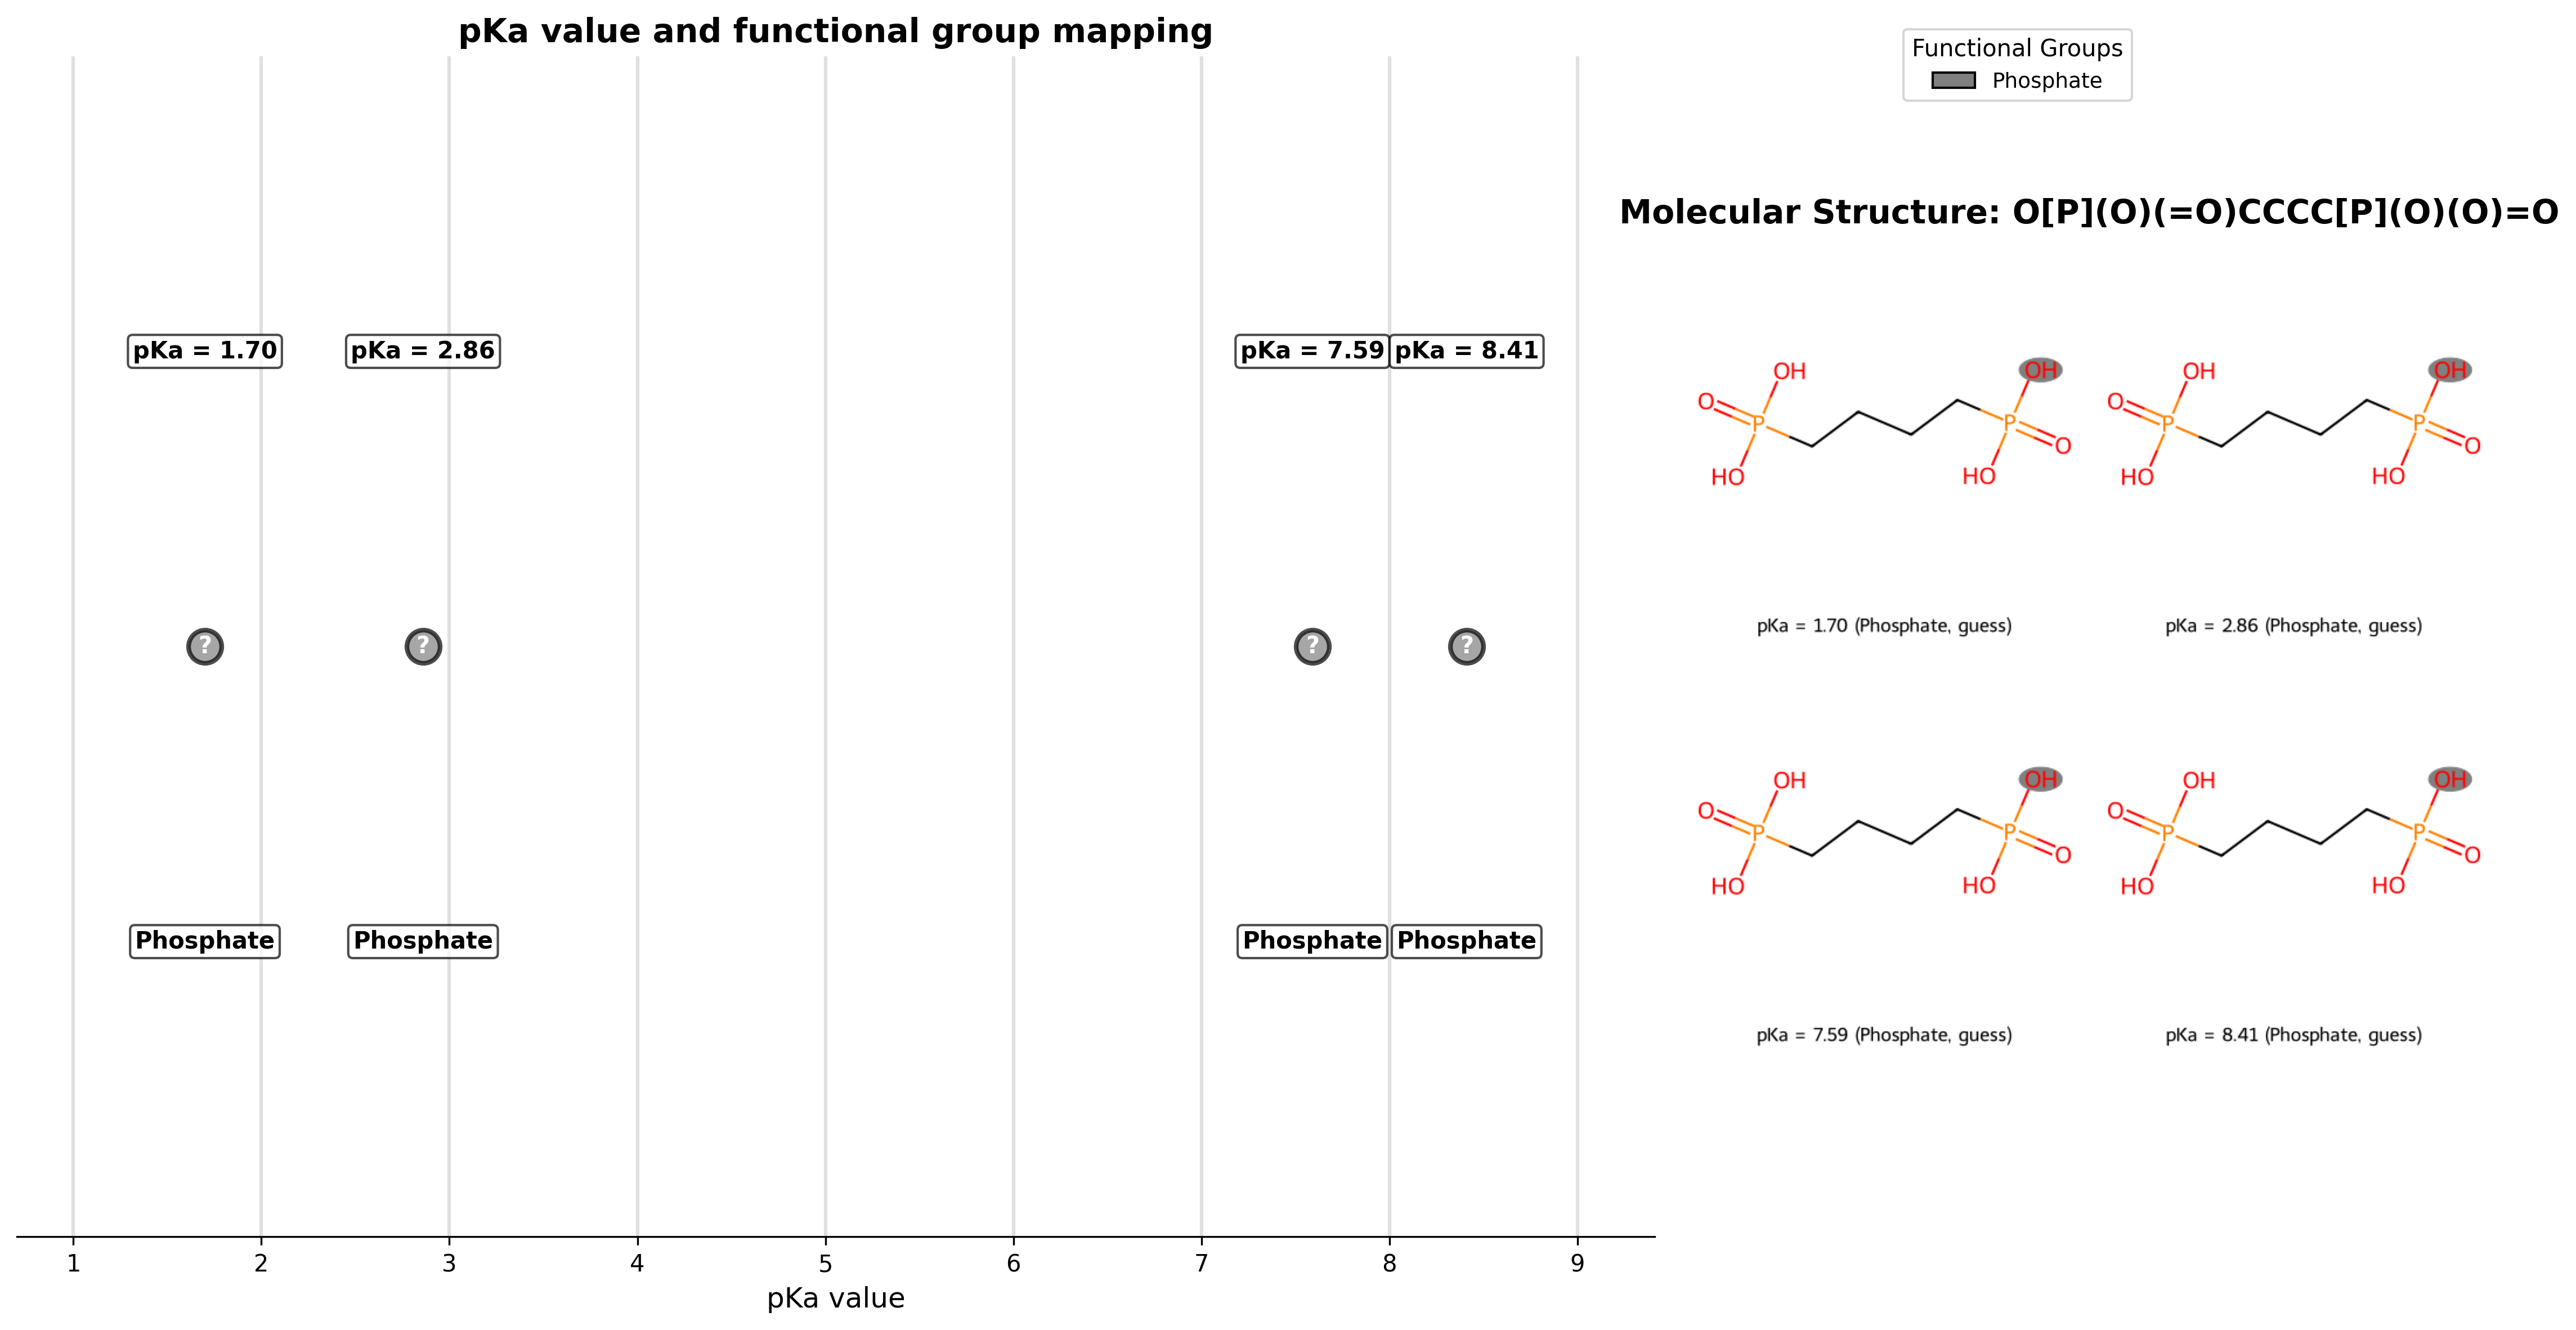 pKa value and functional group mapping
Functional Groups
Phosphate
Molecular Structure: O[P](O)(=O)CCCC[P](O)(O)=O
pKa = 1.70
pKa = 2.86
pKa = 7.59
pKa = 8.41
?
?
?
?
Phosphate
Phosphate
Phosphate
Phosphate
1 2 3 4 5 6 7 8 9
pKa value
OH OH
O P P O
HO HO
OH OH
O P P O
HO HO
pKa = 1.70 (Phosphate, guess)
pKa = 2.86 (Phosphate, guess)
OH OH
O P P O
HO HO
OH OH
O P P O
HO HO
pKa = 7.59 (Phosphate, guess)
pKa = 8.41 (Phosphate, guess)